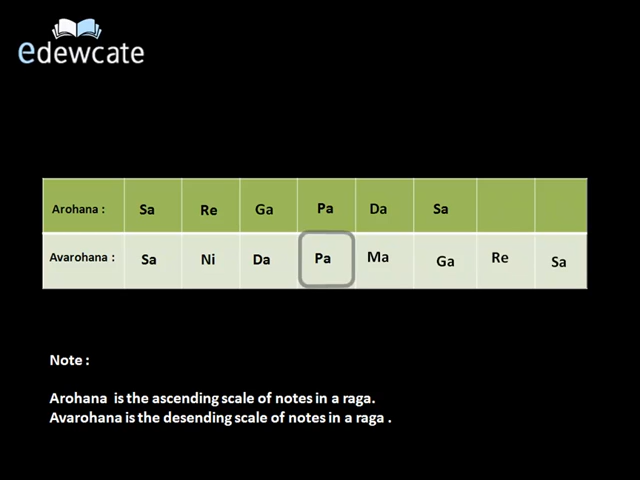 edewcate
Arohana : Sa Re Ga Pa Da Sa
Avarohana : Sa Ni Da Pa Ma Ga Re Sa
Note :
Arohana is the ascending scale of notes in a raga.
Avarohana is the desending scale of notes in a raga .